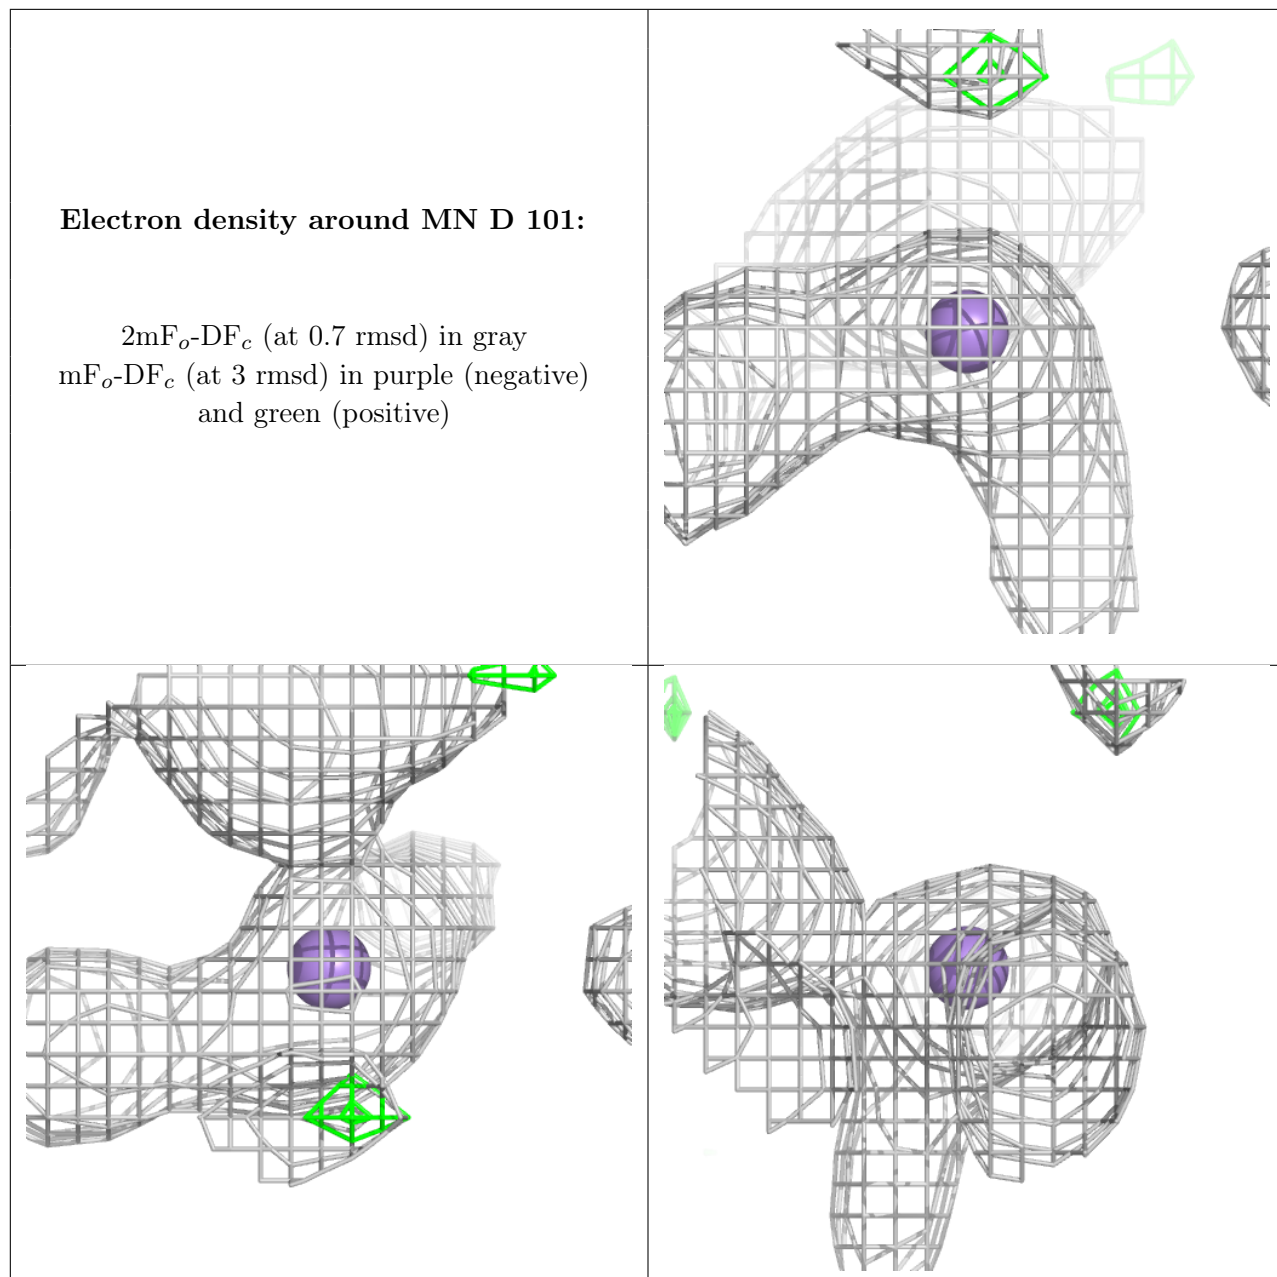 Electron density around MN D 101:
2mFo-DFc (at 0.7 rmsd) in gray
mFo-DFc (at 3 rmsd) in purple (negative)
and green (positive)